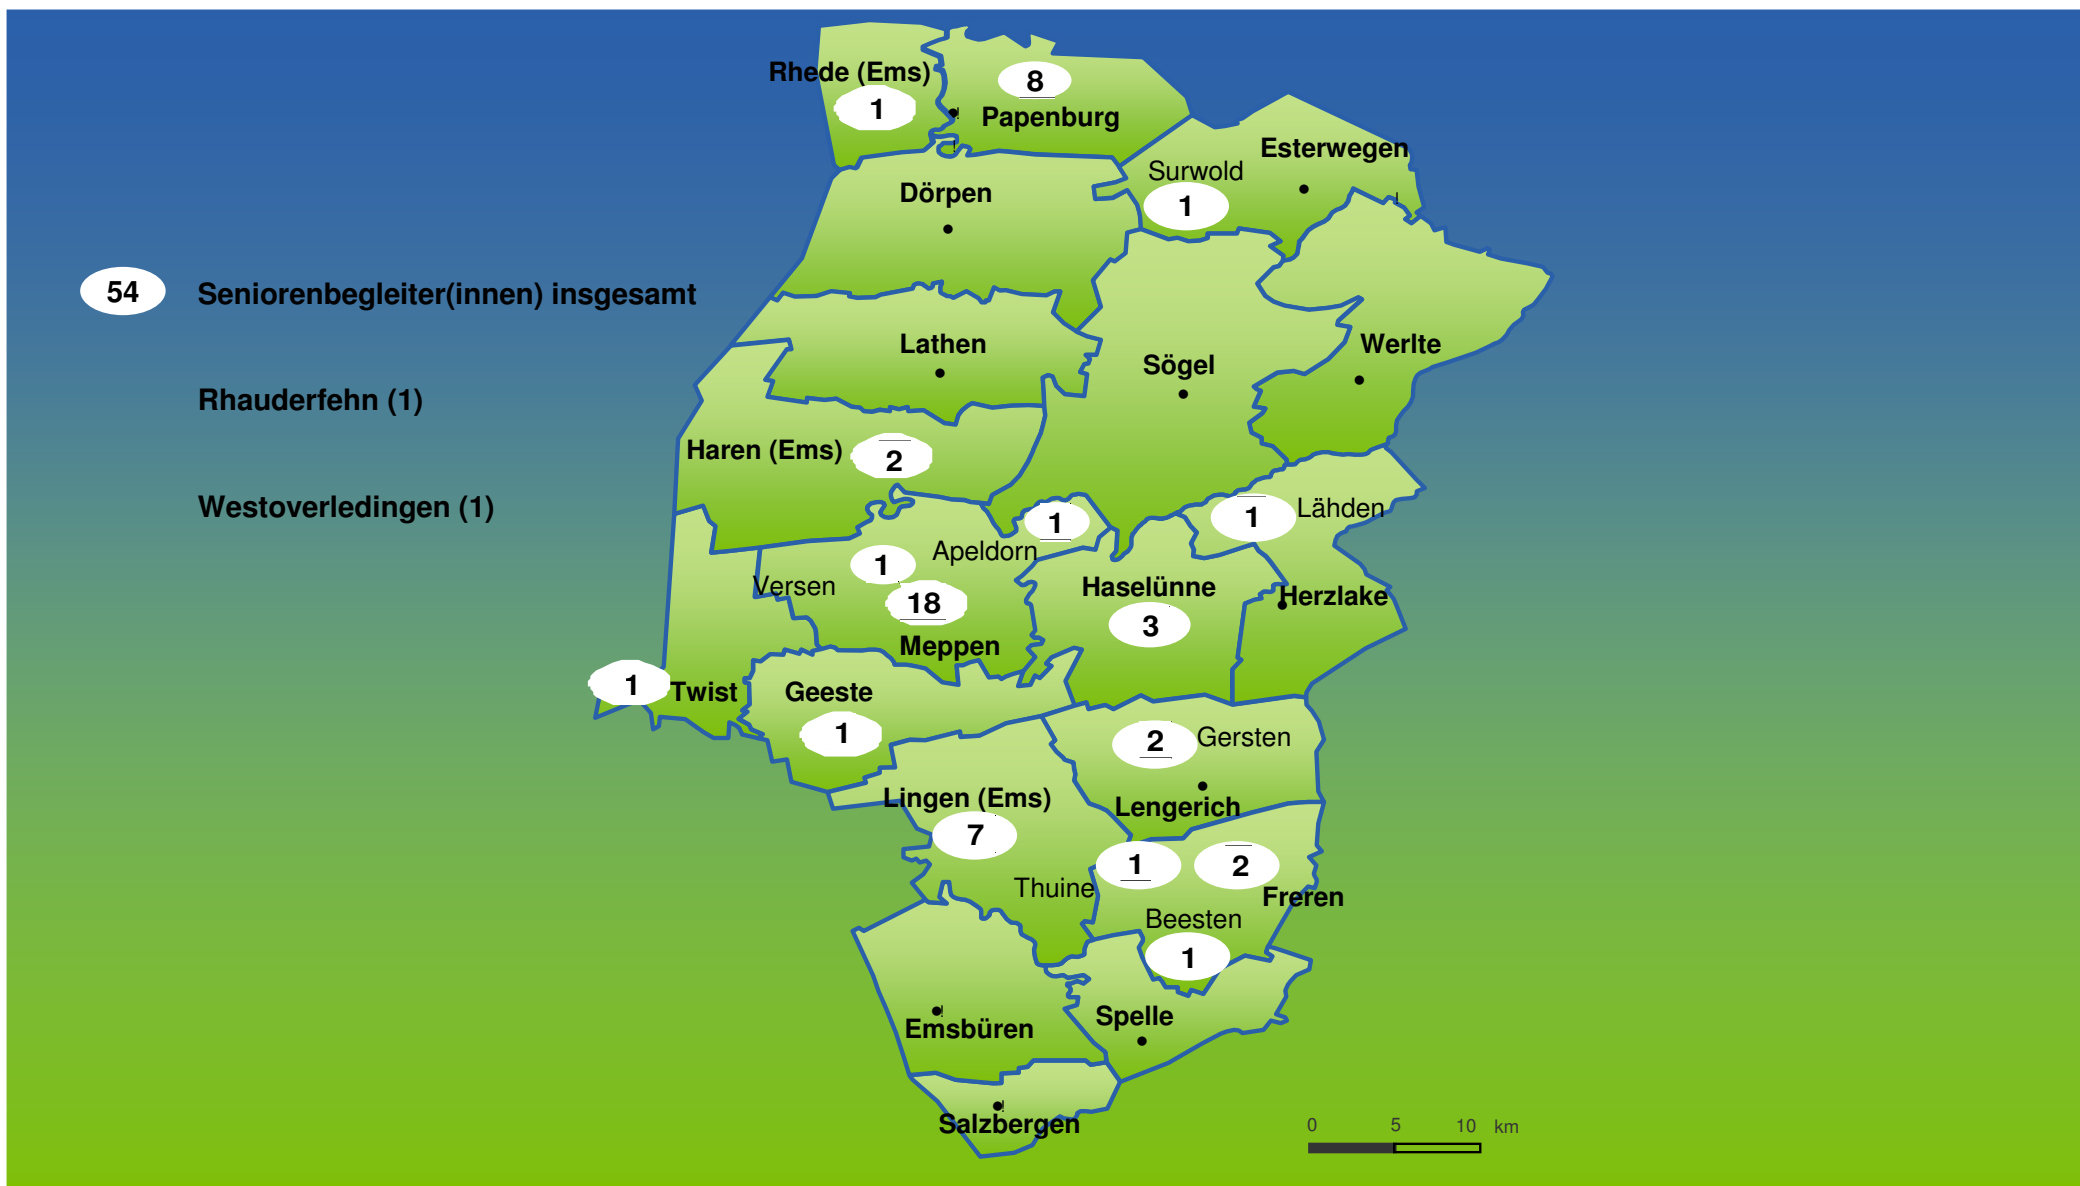 Rhede (Ems)
1
8
Papenburg
Esterwegen
Surwold
1
Dörpen
54 Seniorenbegleiter(innen) insgesamt
Lathen
Werlte
Sögel
Rhauderfehn (1)
Haren (Ems) 2
Westoverledingen (1)
1 Lähden
1
Apeldorn
1
Versen
18
Haselünne
3
Herzlake
Meppen
1 Twist
Geeste
1
2 Gersten
Lengerich
Lingen (Ems)
7
1
2
Thuine
Freren
Beesten
1
Spelle
Emsbüren
Salzbergen
0 5 10 km